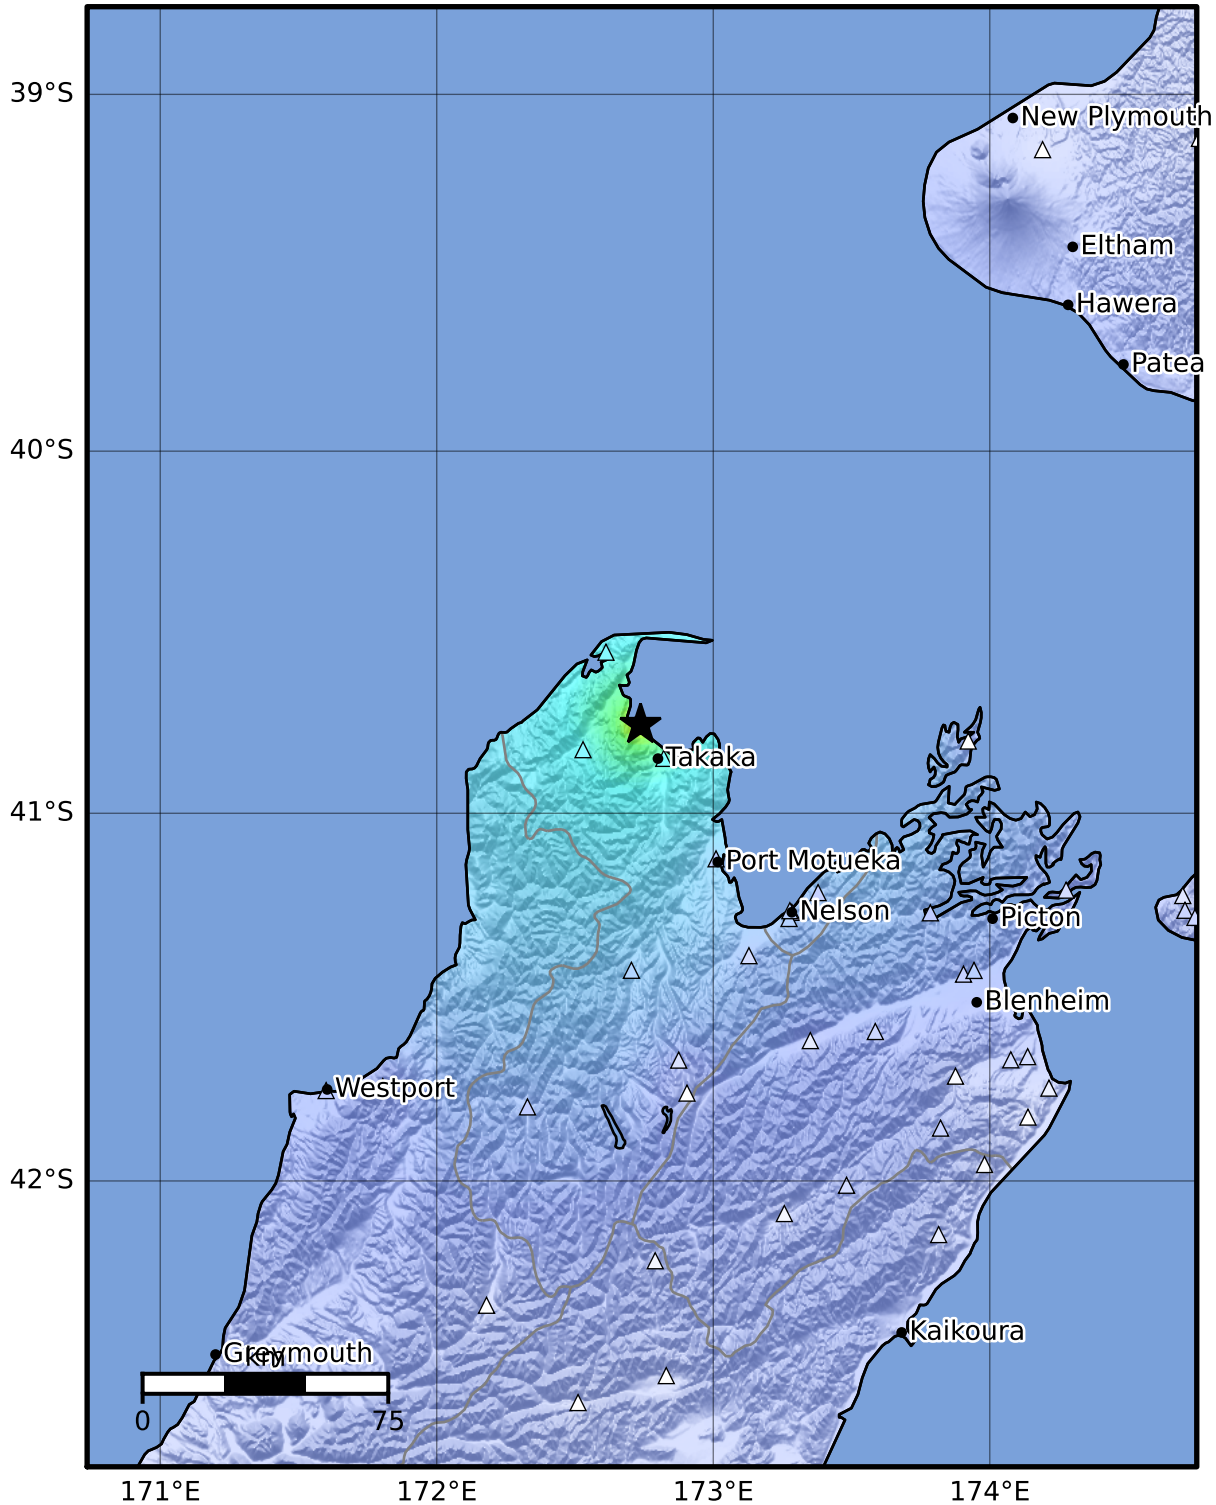 39°S
New Plymouth
Eltham
Hawera
Patea
40°S
Takaka
41°S
Port Motueka
Nelson
Picton
Blenheim
Westport
42°S
Kaikoura
Greymouth
km
0
75
171°E
172°E
173°E
174°E